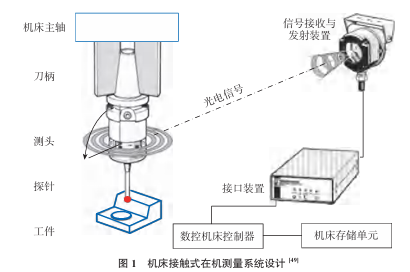 机床主轴
刀柄
测头
探针
工件
光电信号
信号接收与
发射装置
接口装置
数控机床控制器
机床存储单元
图 1 机床接触式在机测量系统设计 [49]